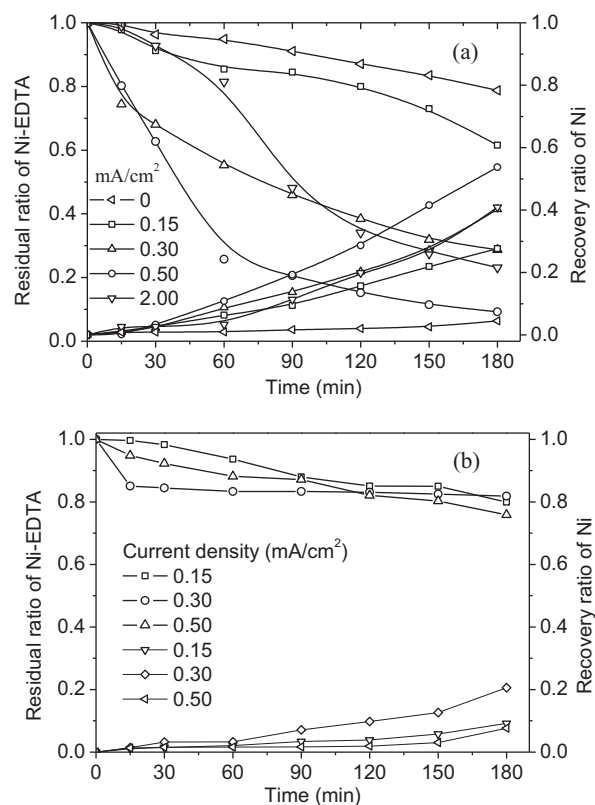 (a)
Residual ratio of Ni-EDTA
Recovery ratio of Ni
1.0
0.8
0.6
0.4
0.2
0.0
1.0
0.8
0.6
0.4
0.2
0.0
mA/cm²
0
0.15
0.30
0.50
2.00
0 30 60 90 120 150 180
Time (min)
(b)
Residual ratio of Ni-EDTA
Recovery ratio of Ni
1.0
0.8
0.6
0.4
0.2
0.0
1.0
0.8
0.6
0.4
0.2
0.0
Current density (mA/cm²)
0.15
0.30
0.50
0.15
0.30
0.50
0 30 60 90 120 150 180
Time (min)